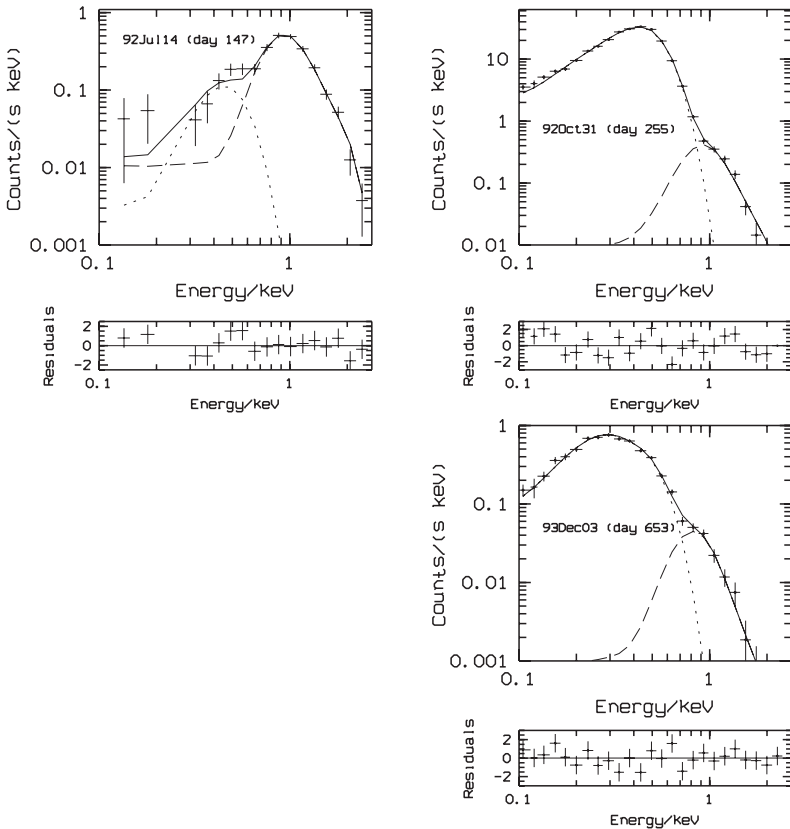 1
0.1
0.01
0.001
Counts/(s keV)
92Jul14 (day 147)
0.1
1
Energy/keV
2
0
-2
Residuals
0.1
1
Energy/keV
10
1
0.1
0.01
Counts/(s keV)
92Oct31 (day 255)
0.1
1
Energy/keV
2
0
-2
Residuals
0.1
1
Energy/keV
1
0.1
0.01
0.001
Counts/(s keV)
93Dec03 (day 653)
0.1
1
Energy/keV
2
0
-2
Residuals
0.1
1
Energy/keV